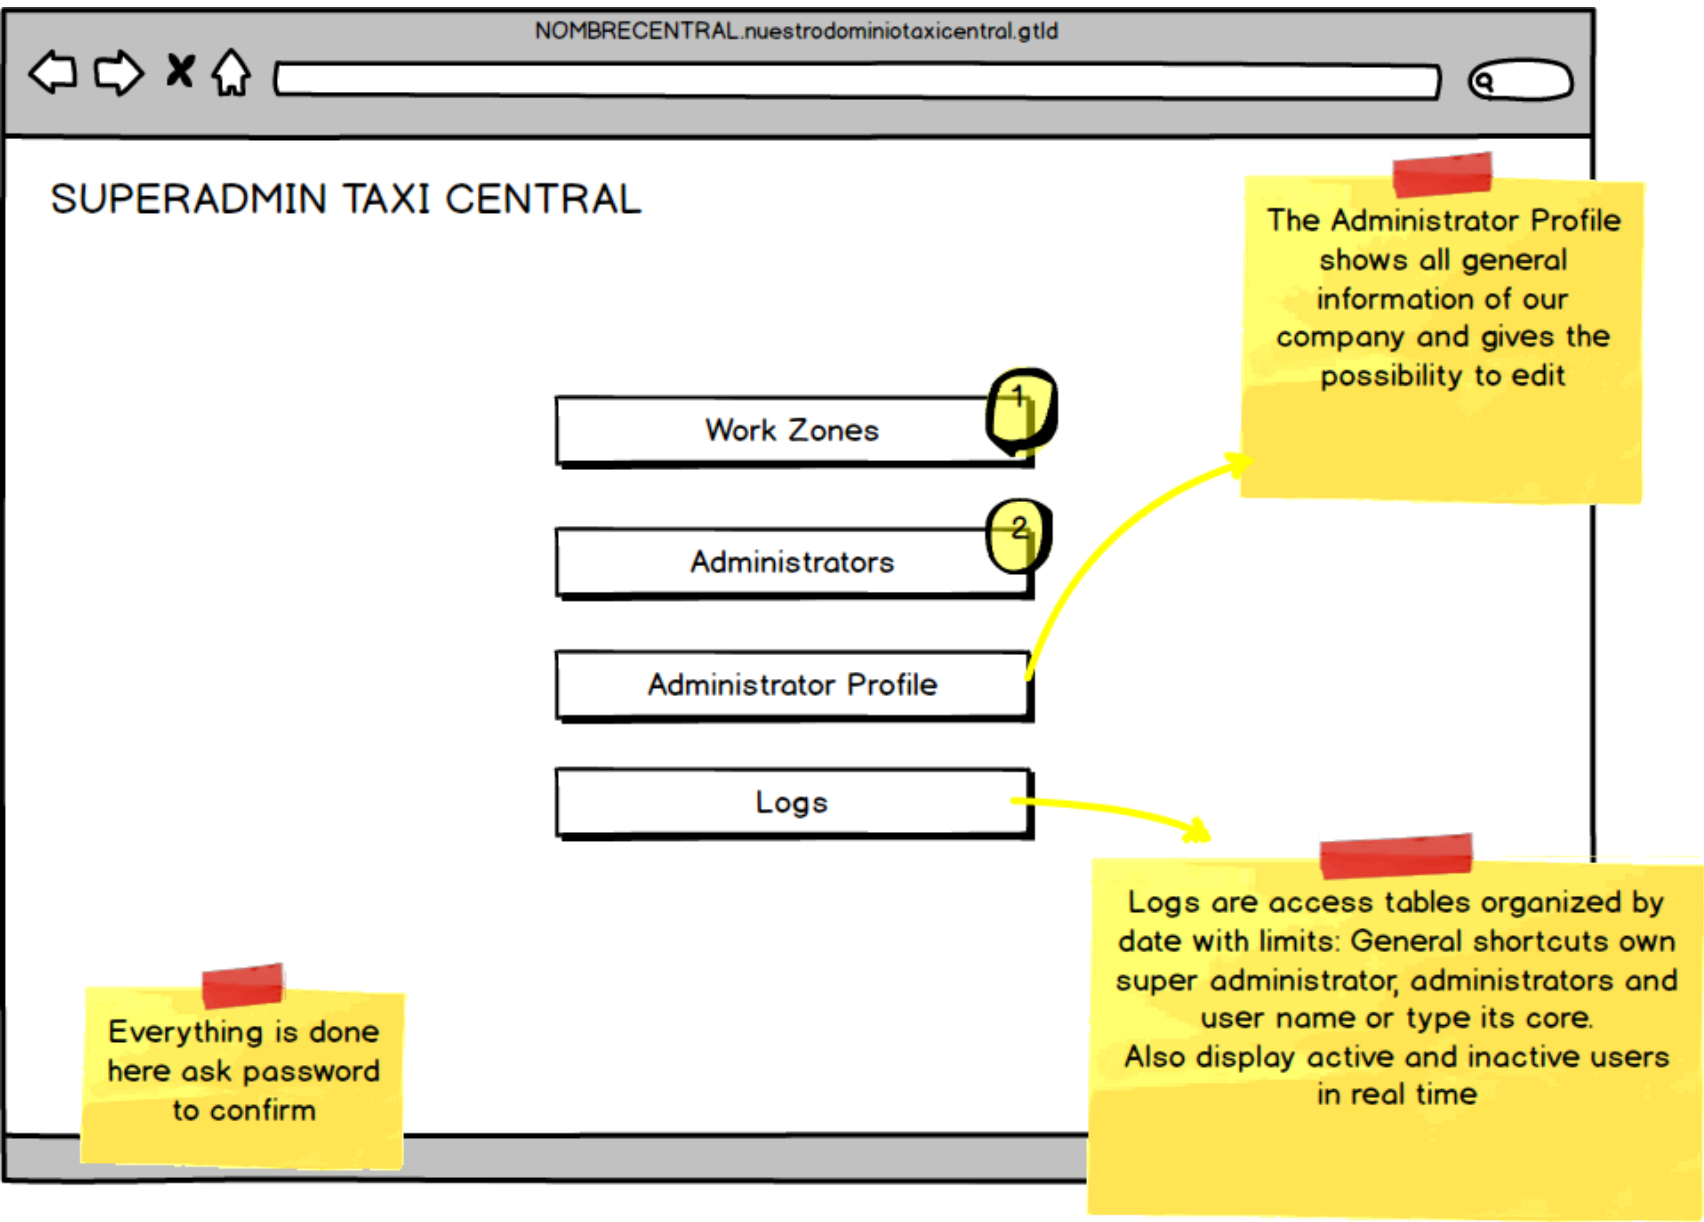 NOMBRECENTRAL.nuestrodominiotaxicentral.gtld
SUPERADMIN TAXI CENTRAL
The Administrator Profile
shows all general
information of our
company and gives the
possibility to edit
1
Work Zones
2
Administrators
Administrator Profile
Logs
Logs are access tables organized by
date with limits: General shortcuts own
super administrator, administrators and
user name or type its core.
Also display active and inactive users
in real time
Everything is done
here ask password
to confirm